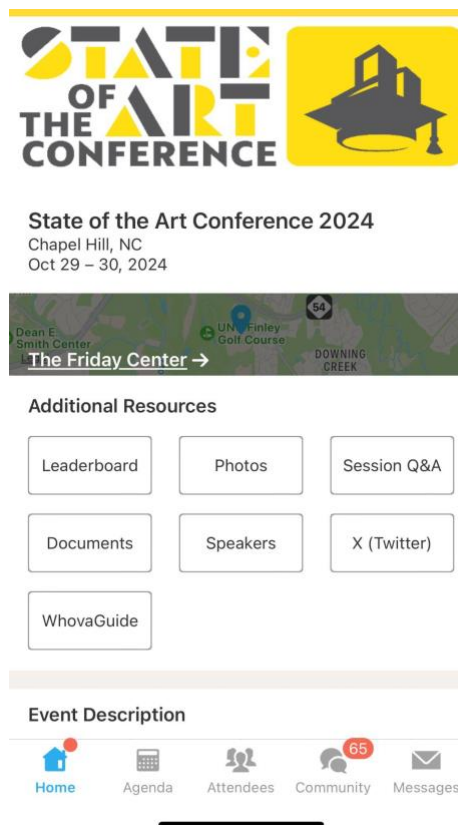 STATE
OF ART
THE
CONFERENCE
State of the Art Conference 2024
Chapel Hill, NC
Oct 29 – 30, 2024
54
Dean E.
Smith Center
UNC Finley
Golf Course
DOWNING
CREEK
The Friday Center →
Additional Resources
Leaderboard Photos Session Q&A
Documents Speakers X (Twitter)
WhovaGuide
Event Description
65
Home Agenda Attendees Community Messages